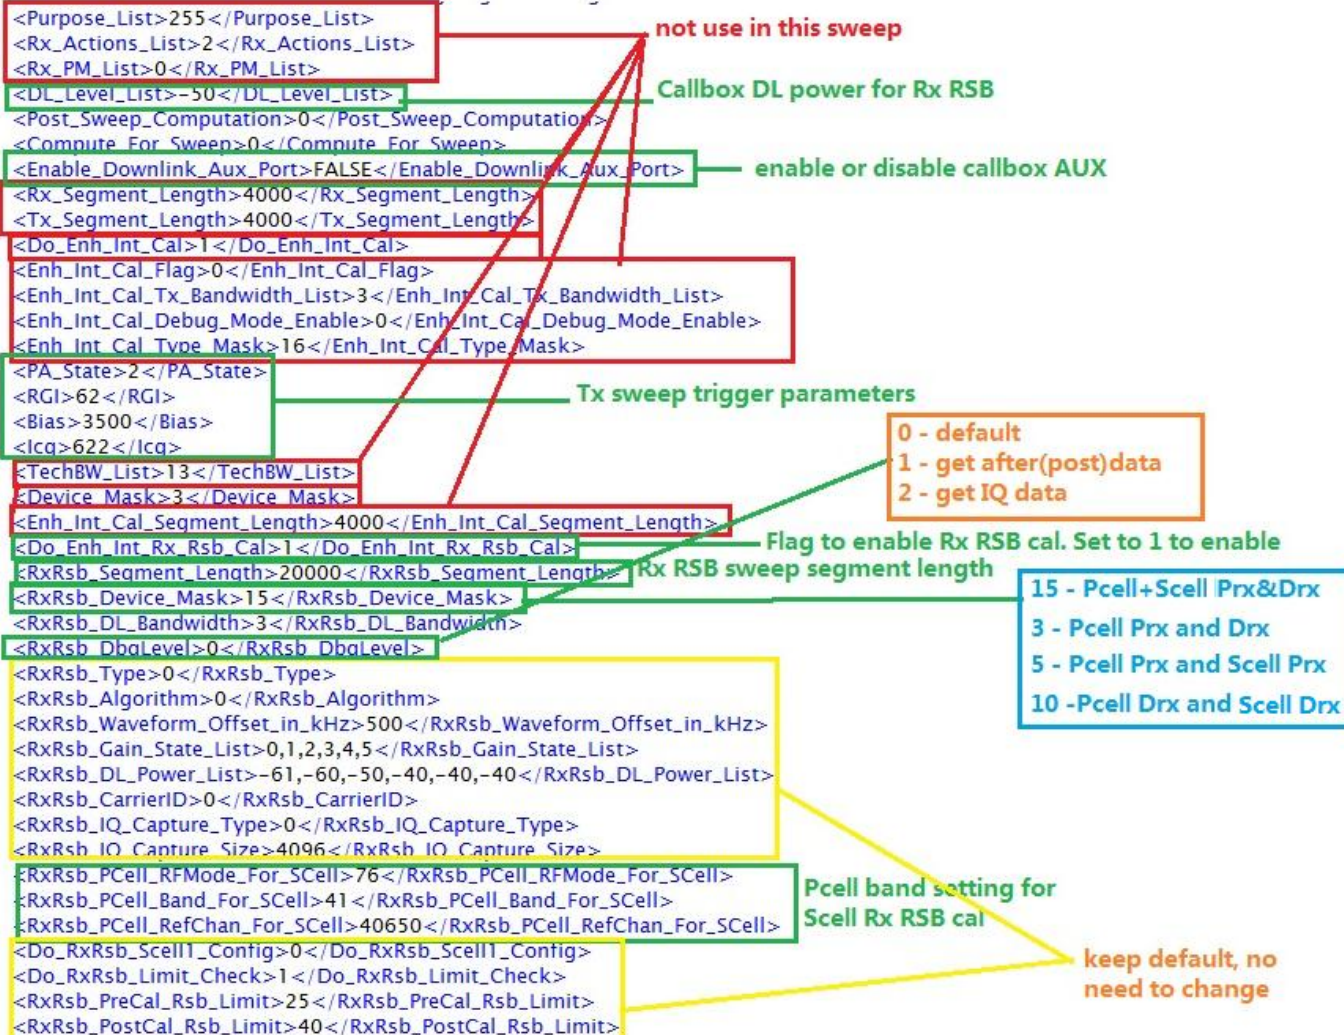 <Purpose_List>255</Purpose_List>
<Rx_Actions_List>2</Rx_Actions_List>
not use in this sweep
<Rx_PM_List>0</Rx_PM_List>
<DL_Level_List>-50</DL_Level_List>
Callbox DL power for Rx RSB
<Post_Sweep_Computation>0</Post_Sweep_Computation>
<Compute_For_Sweep>0</Compute_For_Sweep>
<Enable_Downlink_Aux_Port>FALSE</Enable_Downlink_Aux_Port>
enable or disable callbox AUX
<Rx_Segment_Length>4000</Rx_Segment_Length>
<Tx_Segment_Length>4000</Tx_Segment_Length>
<Do_Enh_Int_Cal>1</Do_Enh_Int_Cal>
<Enh_Int_Cal_Flag>0</Enh_Int_Cal_Flag>
<Enh_Int_Cal_Tx_Bandwidth_List>3</Enh_Int_Cal_Tx_Bandwidth_List>
<Enh_Int_Cal_Debug_Mode_Enable>0</Enh_Int_Cal_Debug_Mode_Enable>
<Enh_Int_Cal_Type_Mask>16</Enh_Int_Cal_Type_Mask>
<PA_State>2</PA_State>
<RGI>62</RGI>
Tx sweep trigger parameters
<Bias>3500</Bias>
<Icq>622</Icq>
0 - default
1 - get after(post)data
2 - get IQ data
<TechBW_List>13</TechBW_List>
<Device_Mask>3</Device_Mask>
<Enh_Int_Cal_Segment_Length>4000</Enh_Int_Cal_Segment_Length>
<Do_Enh_Int_Rx_Rsb_Cal>1</Do_Enh_Int_Rx_Rsb_Cal>
Flag to enable Rx RSB cal. Set to 1 to enable
<RxRsb_Segment_Length>20000</RxRsb_Segment_Length>
Rx RSB sweep segment length
<RxRsb_Device_Mask>15</RxRsb_Device_Mask>
15 - Pcell+Scell Prx&Drx
3 - Pcell Prx and Drx
5 - Pcell Prx and Scell Prx
10 -Pcell Drx and Scell Drx
<RxRsb_DL_Bandwidth>3</RxRsb_DL_Bandwidth>
<RxRsb_DbgLevel>0</RxRsb_DbgLevel>
<RxRsb_Type>0</RxRsb_Type>
<RxRsb_Algorithm>0</RxRsb_Algorithm>
<RxRsb_Waveform_Offset_in_kHz>500</RxRsb_Waveform_Offset_in_kHz>
<RxRsb_Gain_State_List>0,1,2,3,4,5</RxRsb_Gain_State_List>
<RxRsb_DL_Power_List>-61,-60,-50,-40,-40,-40</RxRsb_DL_Power_List>
<RxRsb_CarrierID>0</RxRsb_CarrierID>
<RxRsb_IQ_Capture_Type>0</RxRsb_IQ_Capture_Type>
<RxRsb_IQ_Capture_Size>4096</RxRsb_IQ_Capture_Size>
<RxRsb_PCell_RFMode_For_SCell>76</RxRsb_PCell_RFMode_For_SCell>
<RxRsb_PCell_Band_For_SCell>41</RxRsb_PCell_Band_For_SCell>
<RxRsb_PCell_RefChan_For_SCell>40650</RxRsb_PCell_RefChan_For_SCell>
Pcell band setting for
Scell Rx RSB cal
<Do_RxRsb_Scell1_Config>0</Do_RxRsb_Scell1_Config>
<Do_RxRsb_Limit_Check>1</Do_RxRsb_Limit_Check>
<RxRsb_PreCal_Rsb_Limit>25</RxRsb_PreCal_Rsb_Limit>
<RxRsb_PostCal_Rsb_Limit>40</RxRsb_PostCal_Rsb_Limit>
keep default, no
need to change